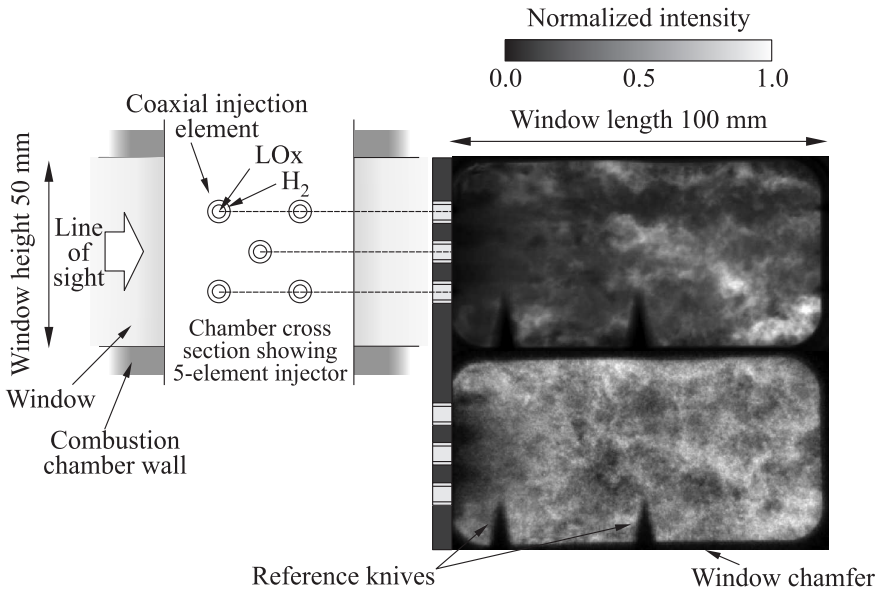 Normalized intensity
0.0 0.5 1.0
Window length 100 mm
Coaxial injection
element
LOx
H2
Window height 50 mm
Line
of
sight
Chamber cross
section showing
5-element injector
Window
Combustion
chamber wall
Reference knives
Window chamfer